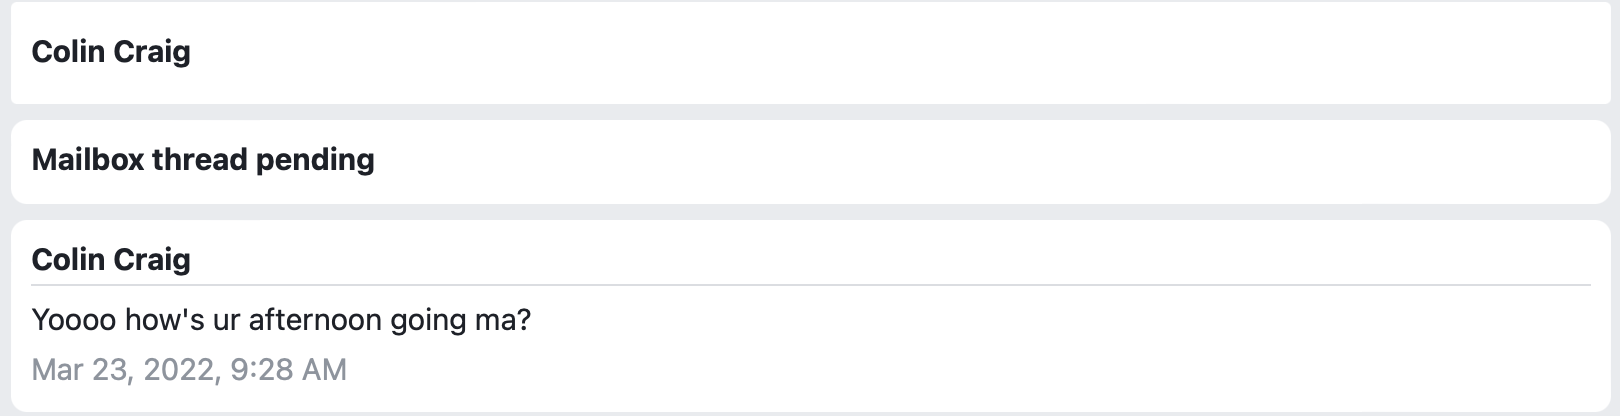 Colin Craig
Mailbox thread pending
Colin Craig
Yoooo how's ur afternoon going ma?
Mar 23, 2022, 9:28 AM